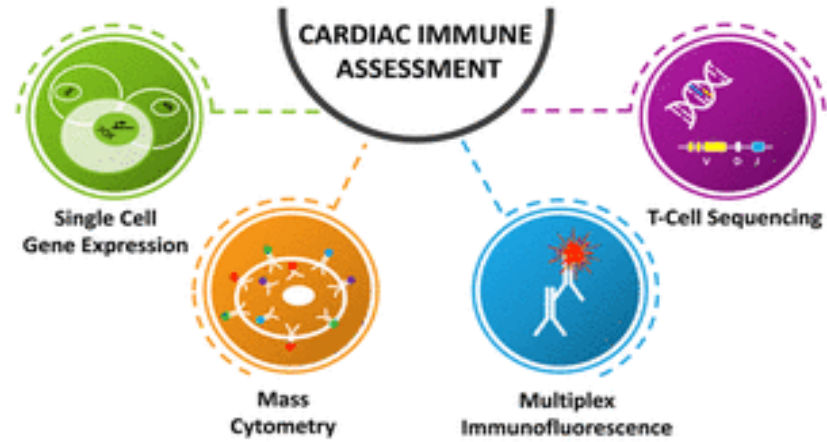 CARDIAC IMMUNE
ASSESSMENT
Single Cell
Gene Expression
V D J
T-Cell Sequencing
Mass
Cytometry
Multiplex
Immunofluorescence